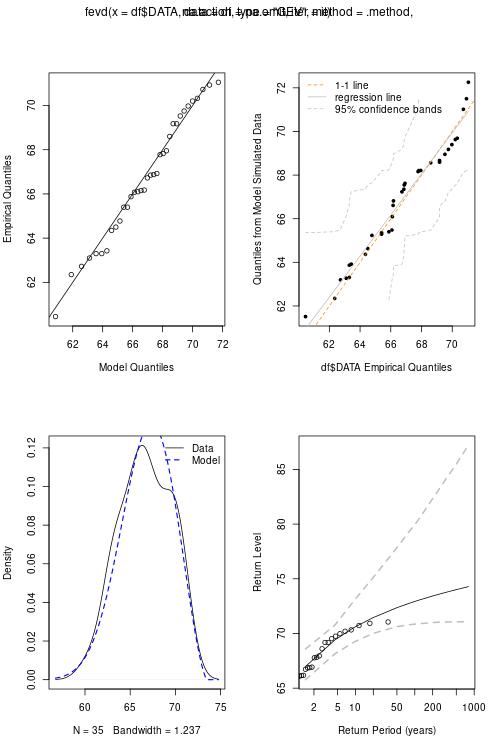 fevd(x = df$DATA, data = df, type = "GEV", method = .method,
Empirical Quantiles
62 64 66 68 70
62 64 66 68 70 72
Model Quantiles
Quantiles from Model Simulated Data
62 64 66 68 70 72
1-1 line
regression line
95% confidence bands
62 64 66 68 70
df$DATA Empirical Quantiles
Density
0.00 0.02 0.04 0.06 0.08 0.10 0.12
Data
Model
60 65 70 75
N = 35 Bandwidth = 1.237
Return Level
65 70 75 80 85
2 5 10 50 200 1000
Return Period (years)